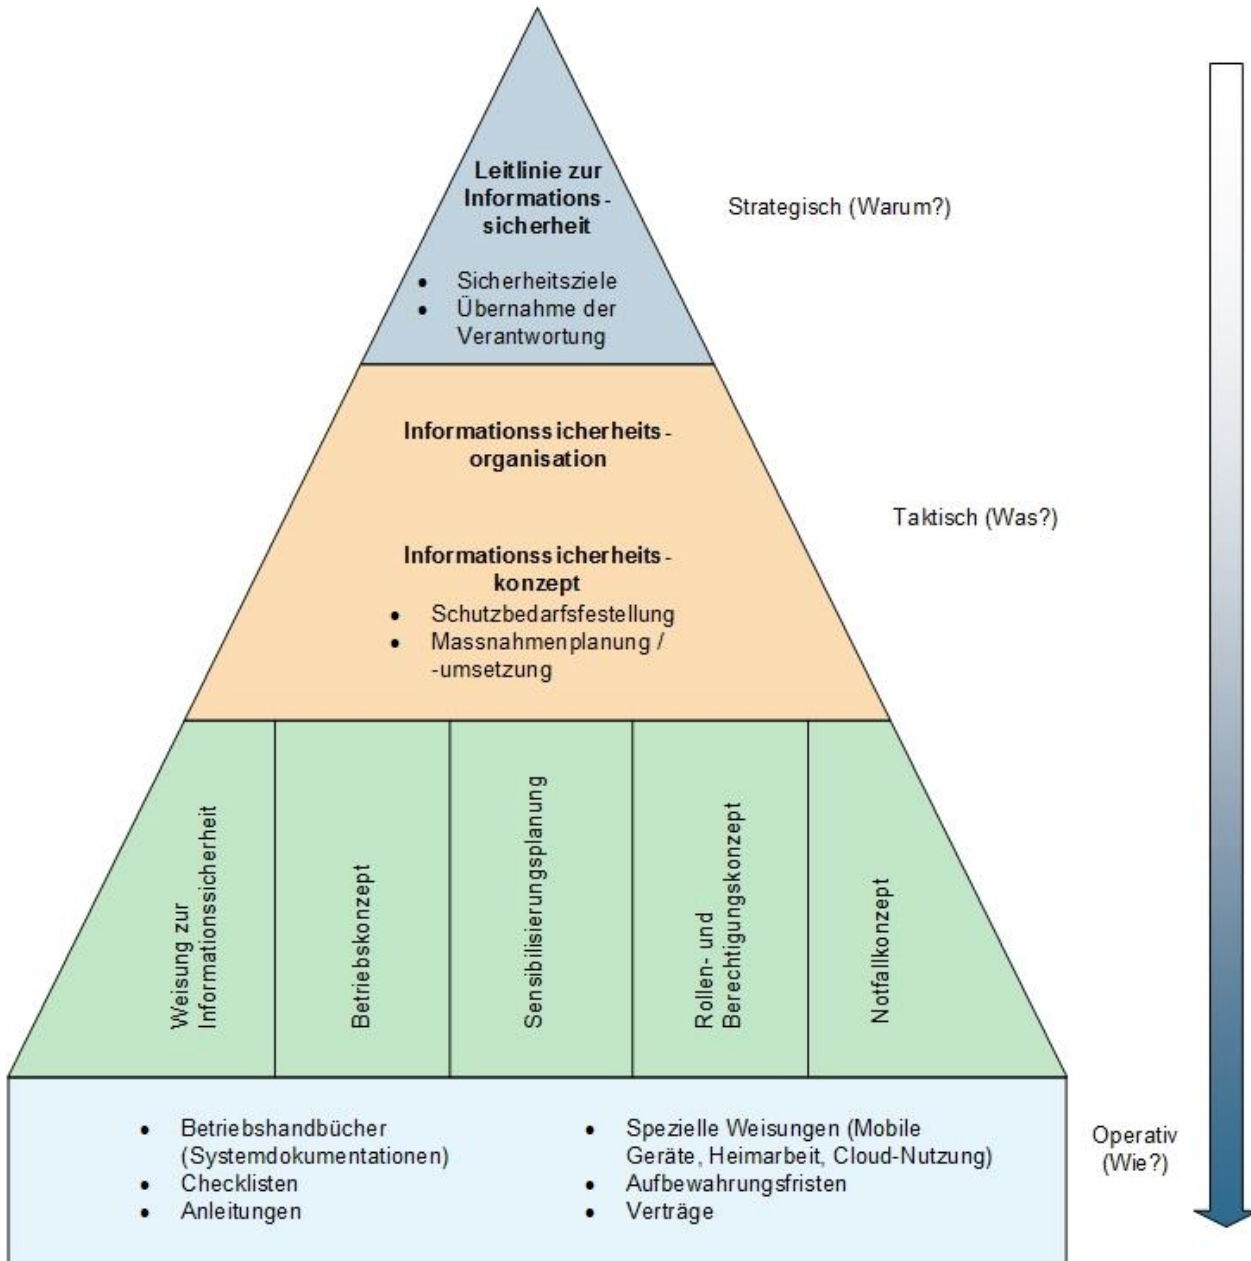 Leitlinie zur
Informations-
sicherheit
• Sicherheitsziele
• Übernahme der
Verantwortung
Strategisch (Warum?)
Informationssicherheits-
organisation
Informationssicherheits-
konzept
• Schutzbedarfsfestellung
• Massnahmenplanung /
-umsetzung
Taktisch (Was?)
Weisung zur
Informationssicherheit
Betriebskonzept
Sensibilisierungsplanung
Rollen- und
Berechtigungskonzept
Notfallkonzept
• Betriebshandbücher
(Systemdokumentationen)
• Checklisten
• Anleitungen
• Spezielle Weisungen (Mobile
Geräte, Heimarbeit, Cloud-Nutzung)
• Aufbewahrungsfristen
• Verträge
Operativ
(Wie?)